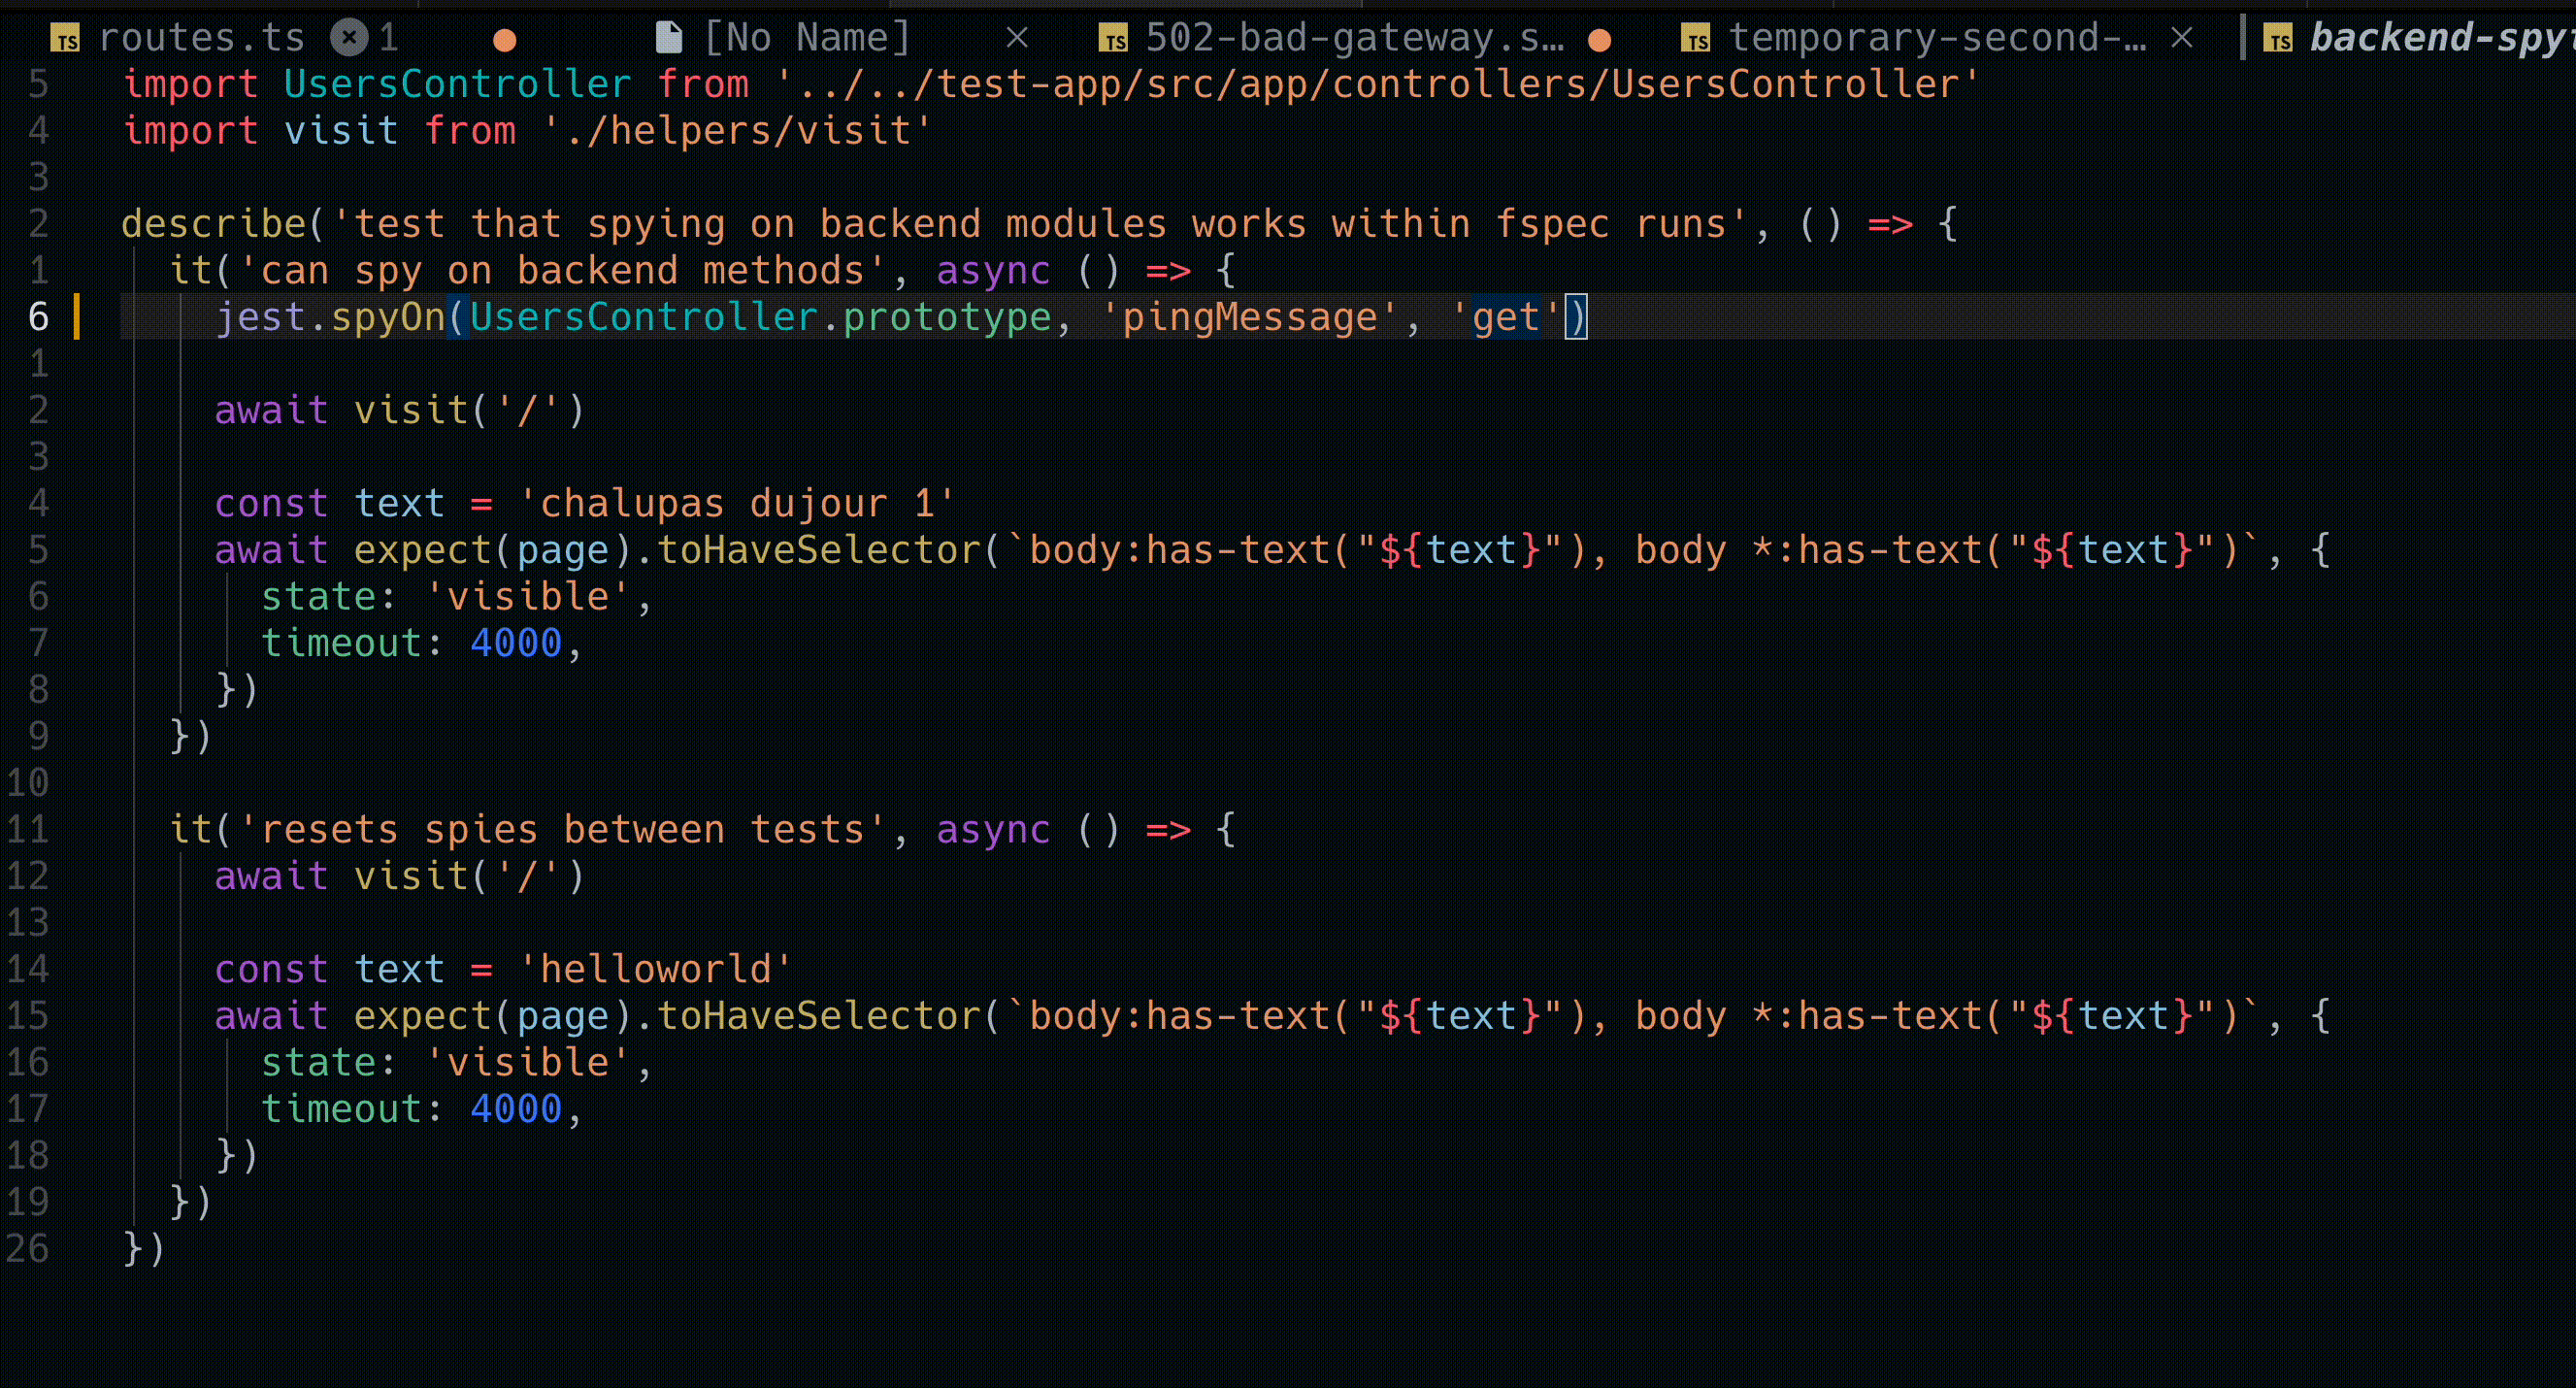 TS routes.ts 1 [No Name] TS 502-bad-gateway.s… TS temporary-second-… TS backend-spy
5 import UsersController from '../../test-app/src/app/controllers/UsersController'
4 import visit from './helpers/visit'
3
2 describe('test that spying on backend modules works within fspec runs', () => {
1 it('can spy on backend methods', async () => {
6 jest.spyOn(UsersController.prototype, 'pingMessage', 'get')
1
2 await visit('/')
3
4 const text = 'chalupas dujour 1'
5 await expect(page).toHaveSelector(`body:has-text("${text}"), body *:has-text("${text}")`, {
6 state: 'visible',
7 timeout: 4000,
8 })
9 })
10
11 it('resets spies between tests', async () => {
12 await visit('/')
13
14 const text = 'helloworld'
15 await expect(page).toHaveSelector(`body:has-text("${text}"), body *:has-text("${text}")`, {
16 state: 'visible',
17 timeout: 4000,
18 })
19 })
26 })